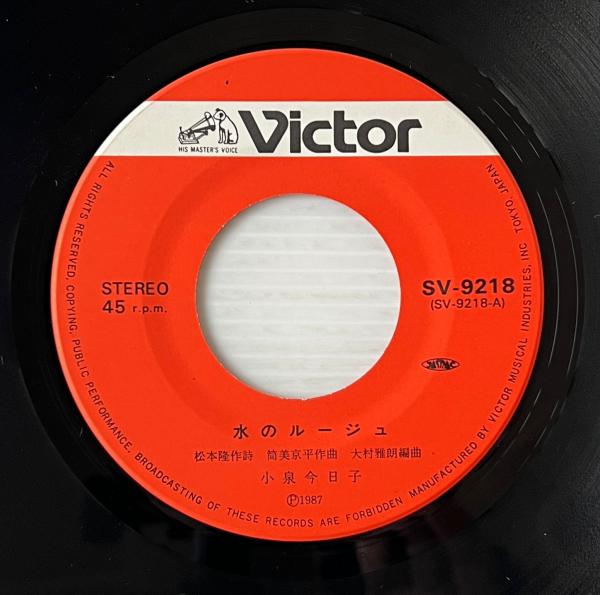 Victor
HIS MASTER'S VOICE
STEREO
45 r.p.m.
SV-9218
(SV-9218-A)
JASRAC
水のルージュ
松本隆作詩 筒美京平作曲 大村雅朗編曲
小泉今日子
Ⓟ1987
ALL RIGHTS RESERVED, COPYING, PUBLIC PERFORMANCE, BROADCASTING OF THESE RECORDS ARE FORBIDDEN MANUFACTURED BY VICTOR MUSICAL INDUSTRIES, INC TOKYO, JAPAN